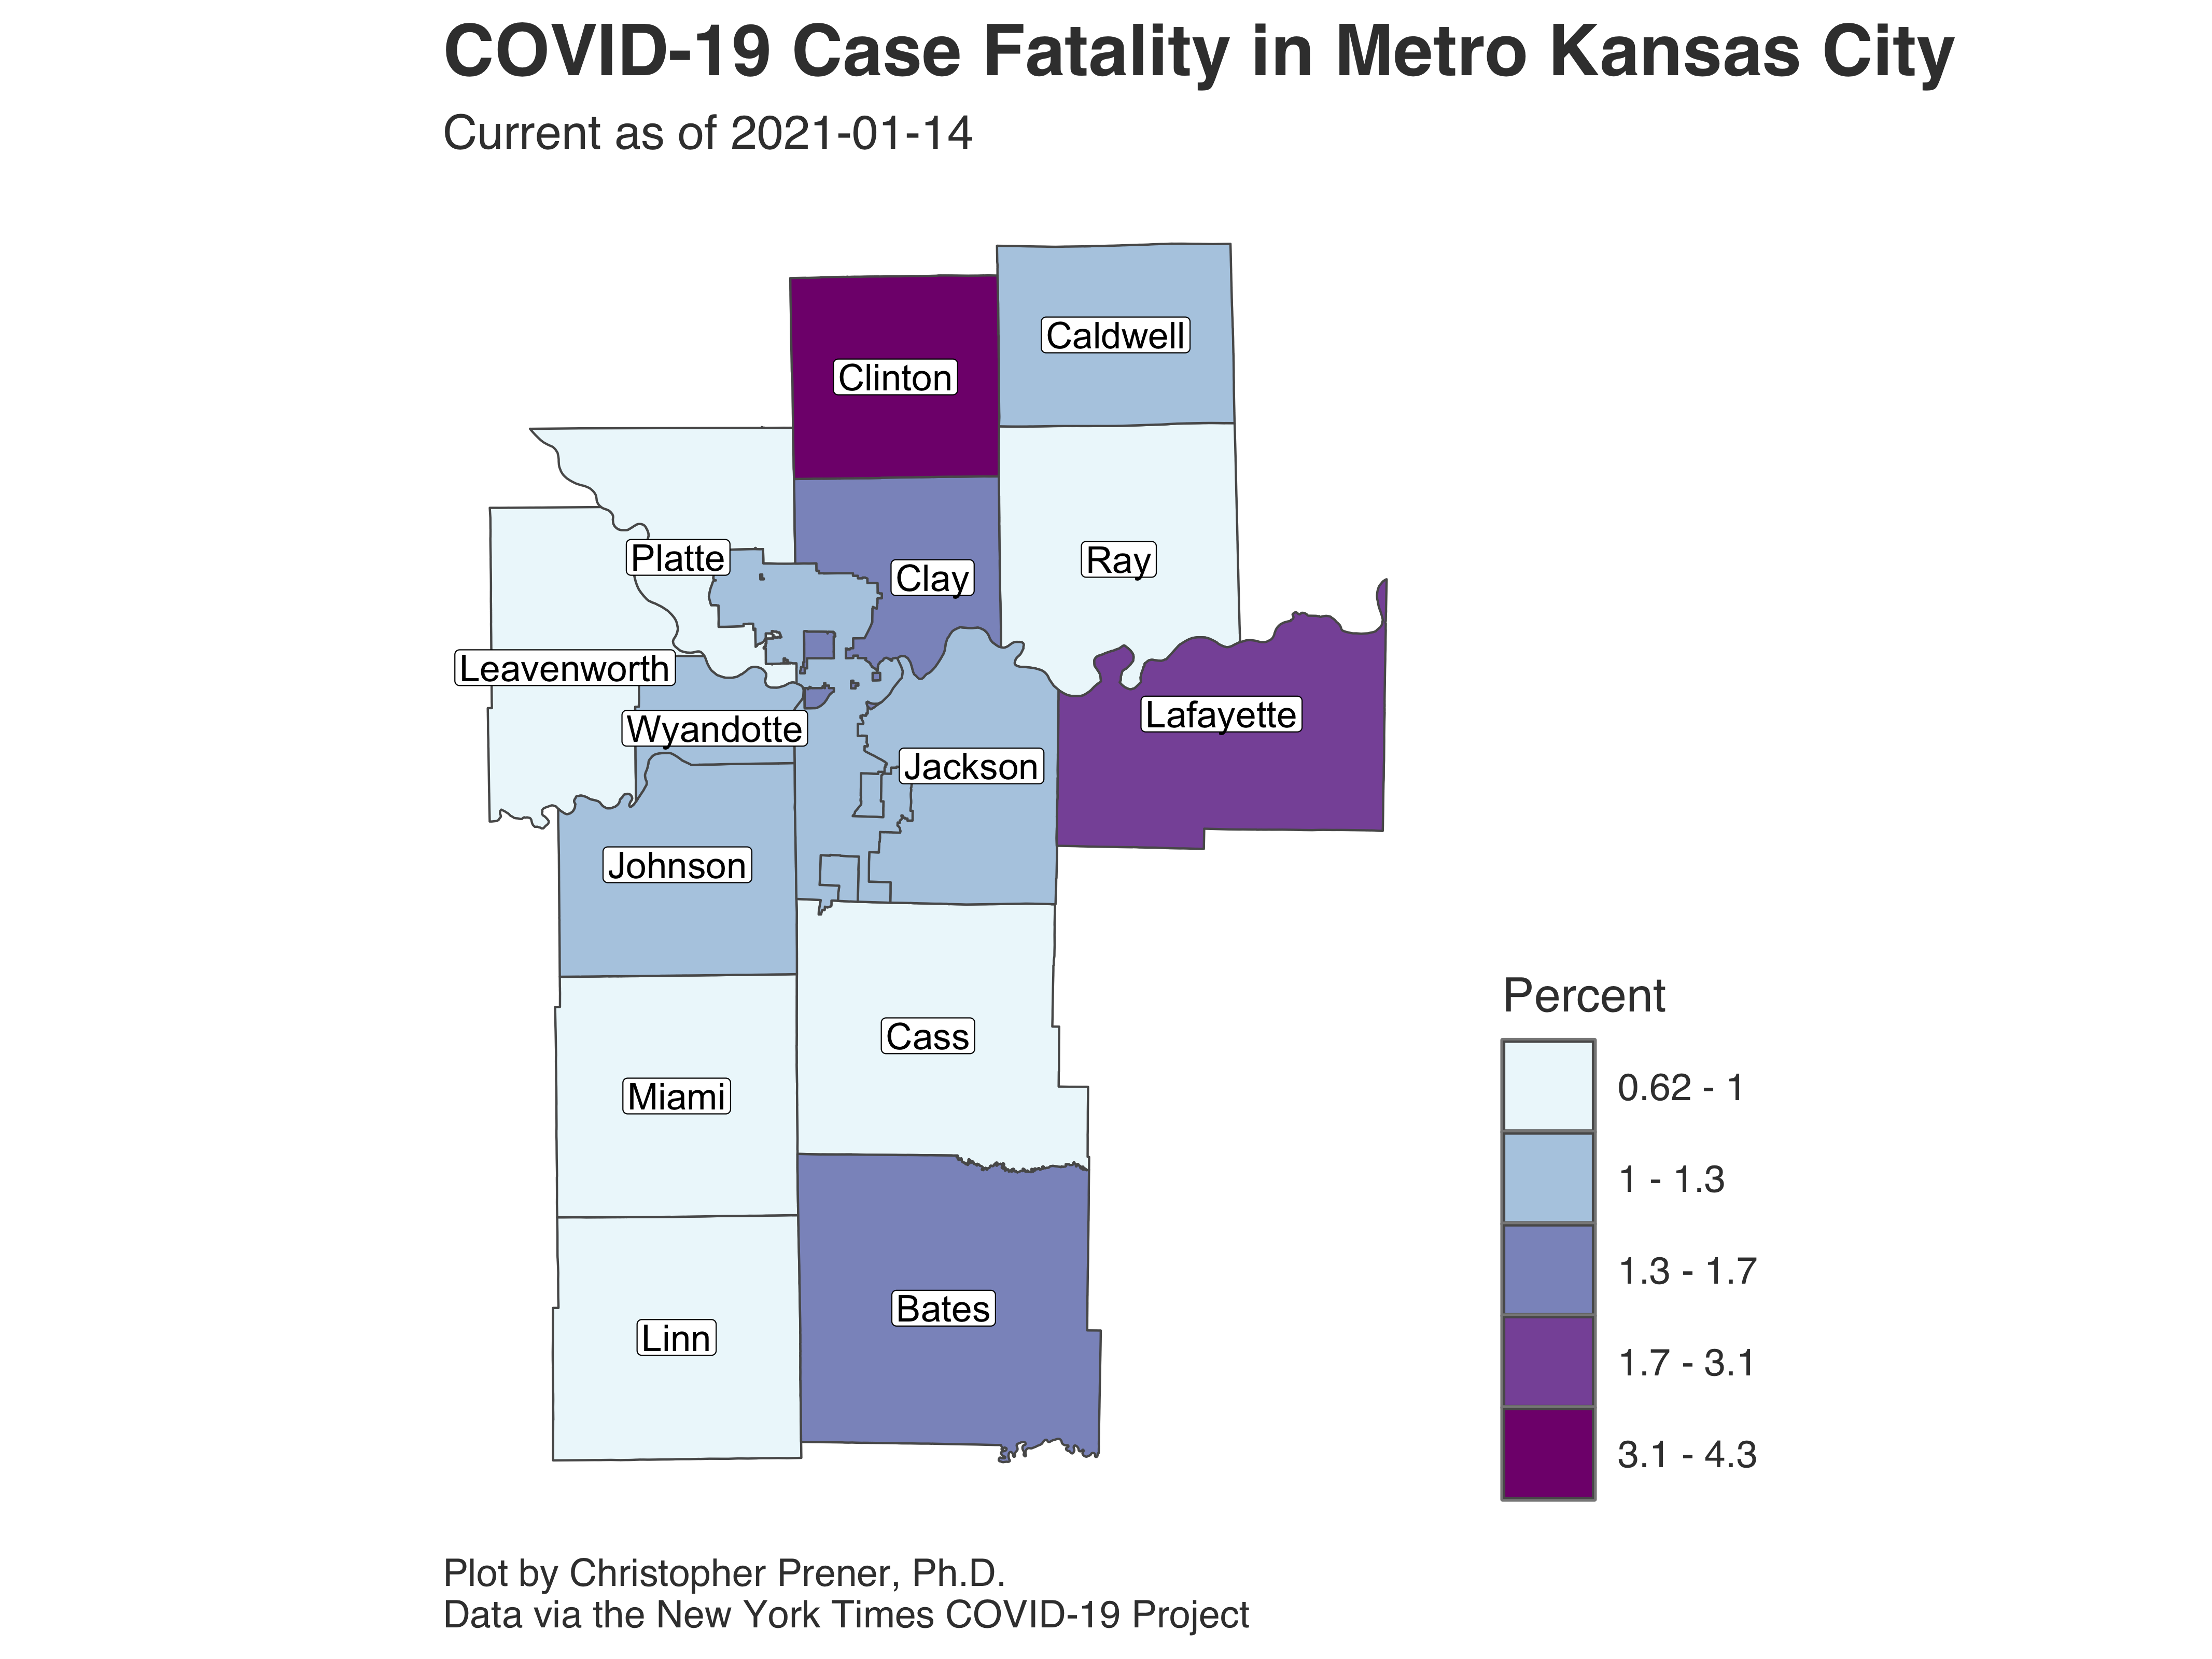 COVID-19 Case Fatality in Metro Kansas City
Current as of 2021-01-14
Caldwell
Clinton
Platte
Clay
Ray
Leavenworth
Wyandotte
Lafayette
Jackson
Johnson
Cass
Miami
Bates
Linn
Percent
0.62 - 1
1 - 1.3
1.3 - 1.7
1.7 - 3.1
3.1 - 4.3
Plot by Christopher Prener, Ph.D.
Data via the New York Times COVID-19 Project